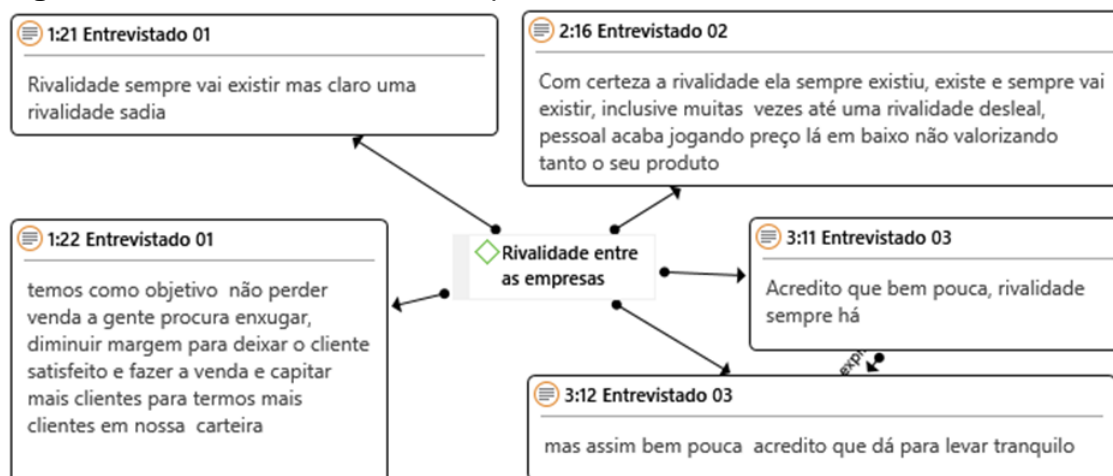 1:21 Entrevistado 01
Rivalidade sempre vai existir mas claro uma
rivalidade sadia
2:16 Entrevistado 02
Com certeza a rivalidade ela sempre existiu, existe e sempre vai
existir, inclusive muitas vezes até uma rivalidade desleal,
pessoal acaba jogando preço lá em baixo não valorizando
tanto o seu produto
1:22 Entrevistado 01
temos como objetivo não perder
venda a gente procura enxugar,
diminuir margem para deixar o cliente
satisfeito e fazer a venda e capitar
mais clientes para termos mais
clientes em nossa carteira
Rivalidade entre
as empresas
3:11 Entrevistado 03
Acredito que bem pouca, rivalidade
sempre há
3:12 Entrevistado 03
mas assim bem pouca acredito que dá para levar tranquilo